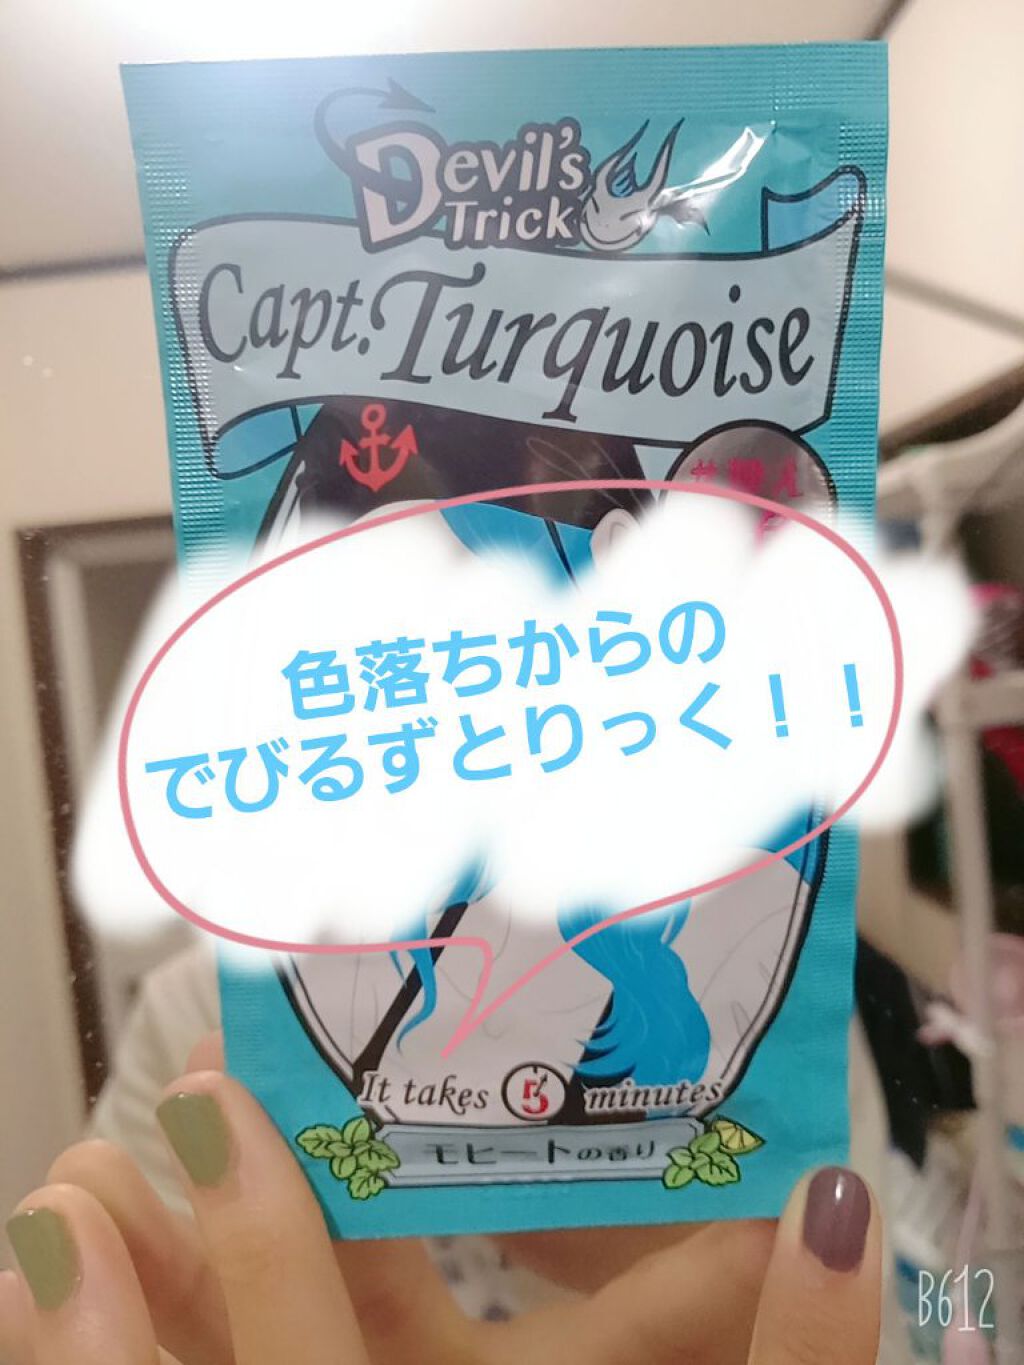 Devil's
Trick
Capt. Turquoise
色落ちからの
でびるずとりっく！！
It takes 5 minutes
モヒートの香り
B612